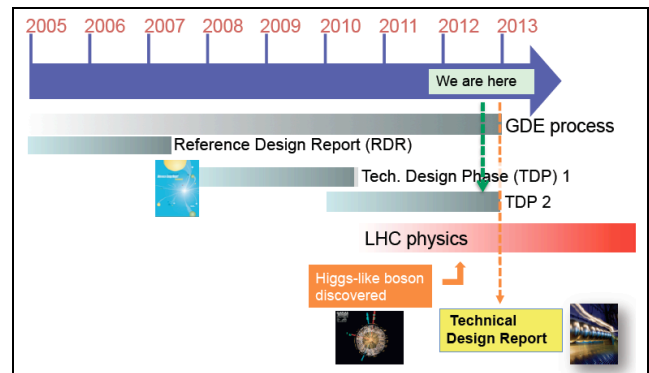 2005 2006 2007 2008 2009 2010 2011 2012 2013
We are here
GDE process
Reference Design Report (RDR)
Tech. Design Phase (TDP) 1
TDP 2
LHC physics
Higgs-like boson
discovered
Technical
Design Report